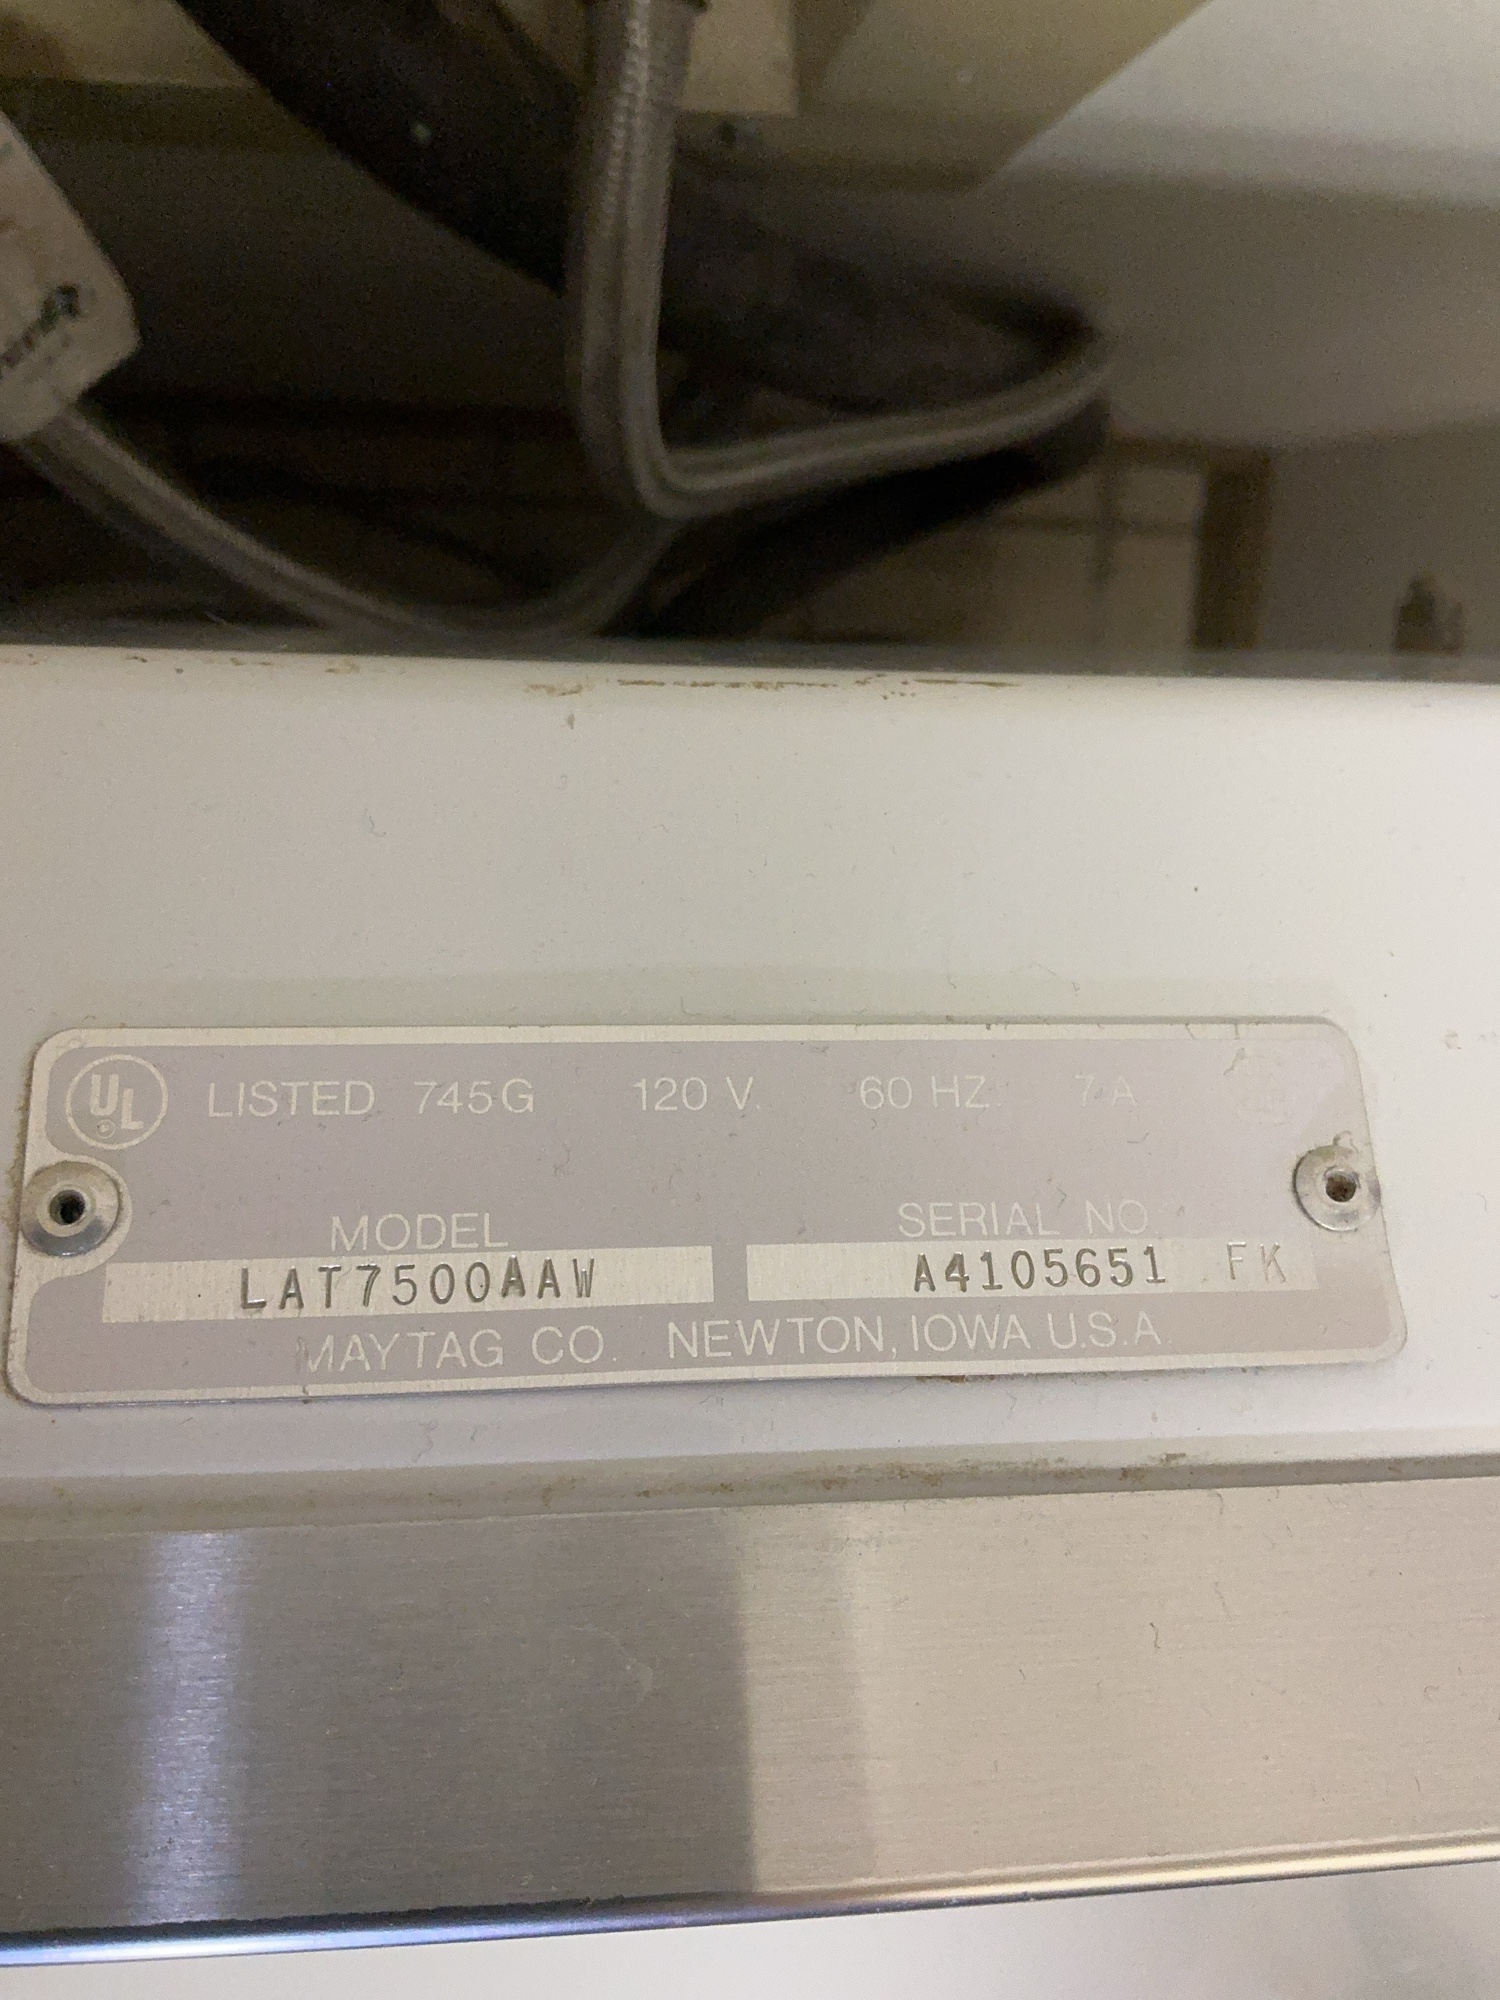 UL LISTED 745G 120 V. 60 HZ. 7 A
MODEL SERIAL NO.
LAT7500AAW A4105651 FK
MAYTAG CO. NEWTON, IOWA U.S.A.